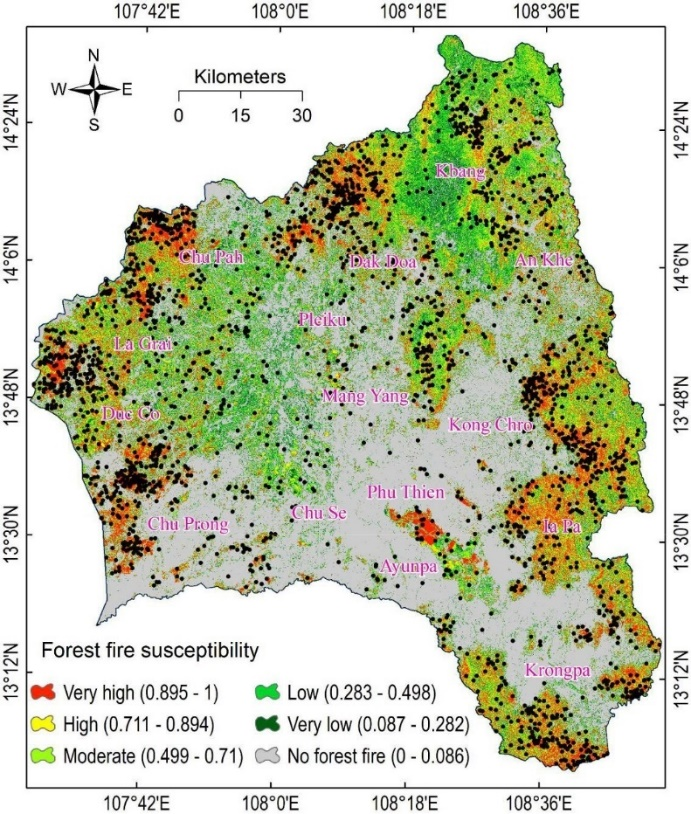 107°42'E 108°0'E 108°18'E 108°36'E
N
W E
S
Kilometers
0 15 30
14°24'N 14°24'N
Kbang
14°6'N Chu Pah Dak Doa An Khe 14°6'N
Pleiku
La Grai
13°48'N Mang Yang 13°48'N
Duc Co
Kong Chro
Phu Thien
13°30'N Chu Prong Chu Se Ia Pa 13°30'N
Ayunpa
Krongpa
13°12'N 13°12'N
Forest fire susceptibility
Very high (0.895 - 1) Low (0.283 - 0.498)
High (0.711 - 0.894) Very low (0.087 - 0.282)
Moderate (0.499 - 0.71) No forest fire (0 - 0.086)
107°42'E 108°0'E 108°18'E 108°36'E